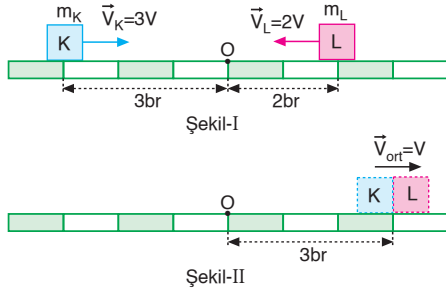 m_K m_L
K V⃗_K=3V V⃗_L=2V L
O
3br 2br
Şekil-I
V⃗_ort=V
K L
O
3br
Şekil-II